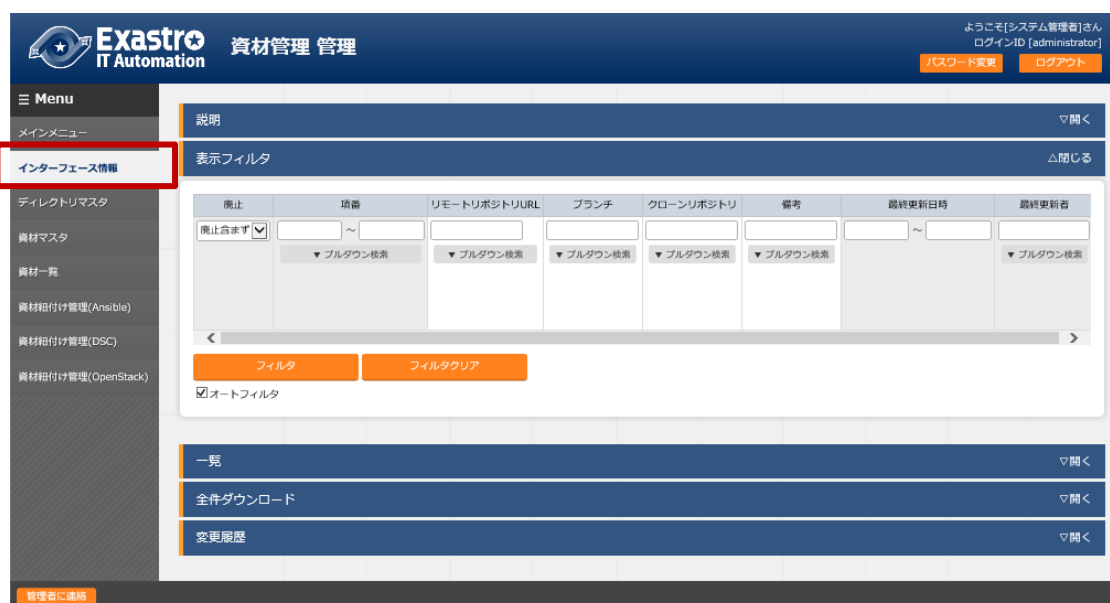 Exastro
IT Automation
資材管理 管理
ようこそ[システム管理者]さん
ログインID [administrator]
パスワード変更
ログアウト
☰ Menu
メインメニュー
インターフェース情報
ディレクトリマスタ
資材マスタ
資材一覧
資材紐付け管理(Ansible)
資材紐付け管理(DSC)
資材紐付け管理(OpenStack)
説明 ▽開く
表示フィルタ △閉じる
廃止 項番 リモートリポジトリURL ブランチ クローンリポジトリ 備考 最終更新日時 最終更新者
廃止含まず ～ ～
▼ プルダウン検索 ▼ プルダウン検索 ▼ プルダウン検索 ▼ プルダウン検索 ▼ プルダウン検索 ▼ プルダウン検索
フィルタ フィルタクリア
オートフィルタ
一覧 ▽開く
全件ダウンロード ▽開く
変更履歴 ▽開く
管理者に連絡